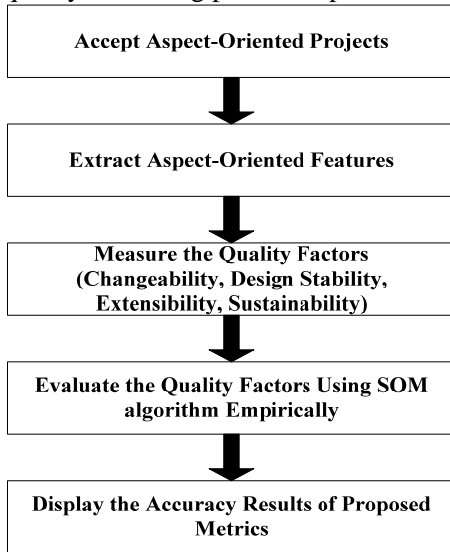 Accept Aspect-Oriented Projects
Extract Aspect-Oriented Features
Measure the Quality Factors
(Changeability, Design Stability,
Extensibility, Sustainability)
Evaluate the Quality Factors Using SOM
algorithm Empirically
Display the Accuracy Results of Proposed
Metrics